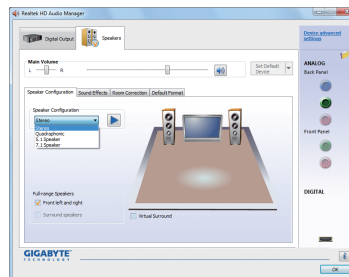 Realtek HD Audio Manager
Digital Output
Speakers
Device advanced
settings
Main Volume
L
R
Set Default
Device
ANALOG
Back Panel
Speaker Configuration
Sound Effects
Room Correction
Default Format
Speaker Configuration
Stereo
Stereo
Quadraphonic
5.1 Speaker
7.1 Speaker
Front Panel
Full-range Speakers
Front left and right
Surround speakers
Virtual Surround
DIGITAL
GIGABYTE
TECHNOLOGY
OK